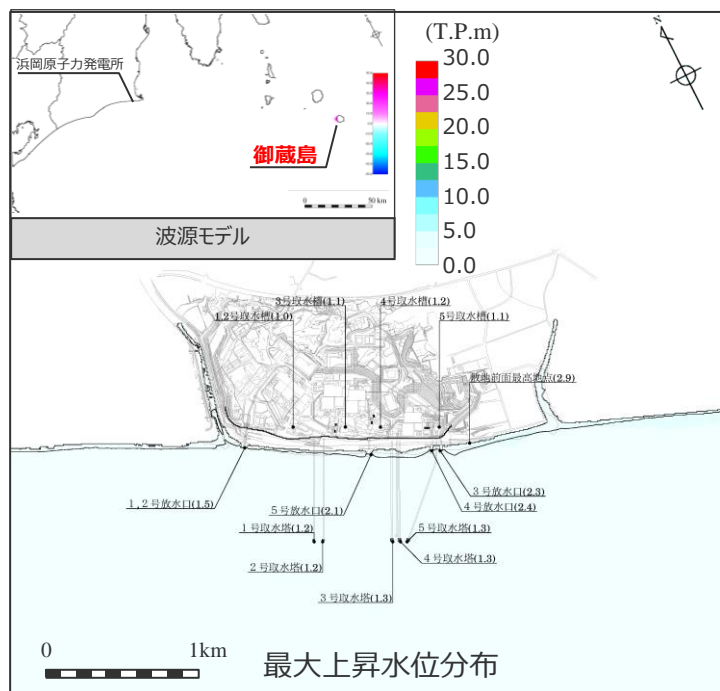 浜岡原子力発電所
御蔵島
50 km
波源モデル
(T.P.m)
30.0
25.0
20.0
15.0
10.0
5.0
0.0
N
3号取水槽(1.1)
4号取水槽(1.2)
1,2号取水槽(1.0)
5号取水槽(1.1)
敷地前面最高地点(2.9)
1,2号放水口(1.5)
5号放水口(2.1)
3号放水口(2.3)
4号放水口(2.4)
1号取水塔(1.2)
2号取水塔(1.2)
5号取水塔(1.3)
4号取水塔(1.3)
3号取水塔(1.3)
0 1km
最大上昇水位分布